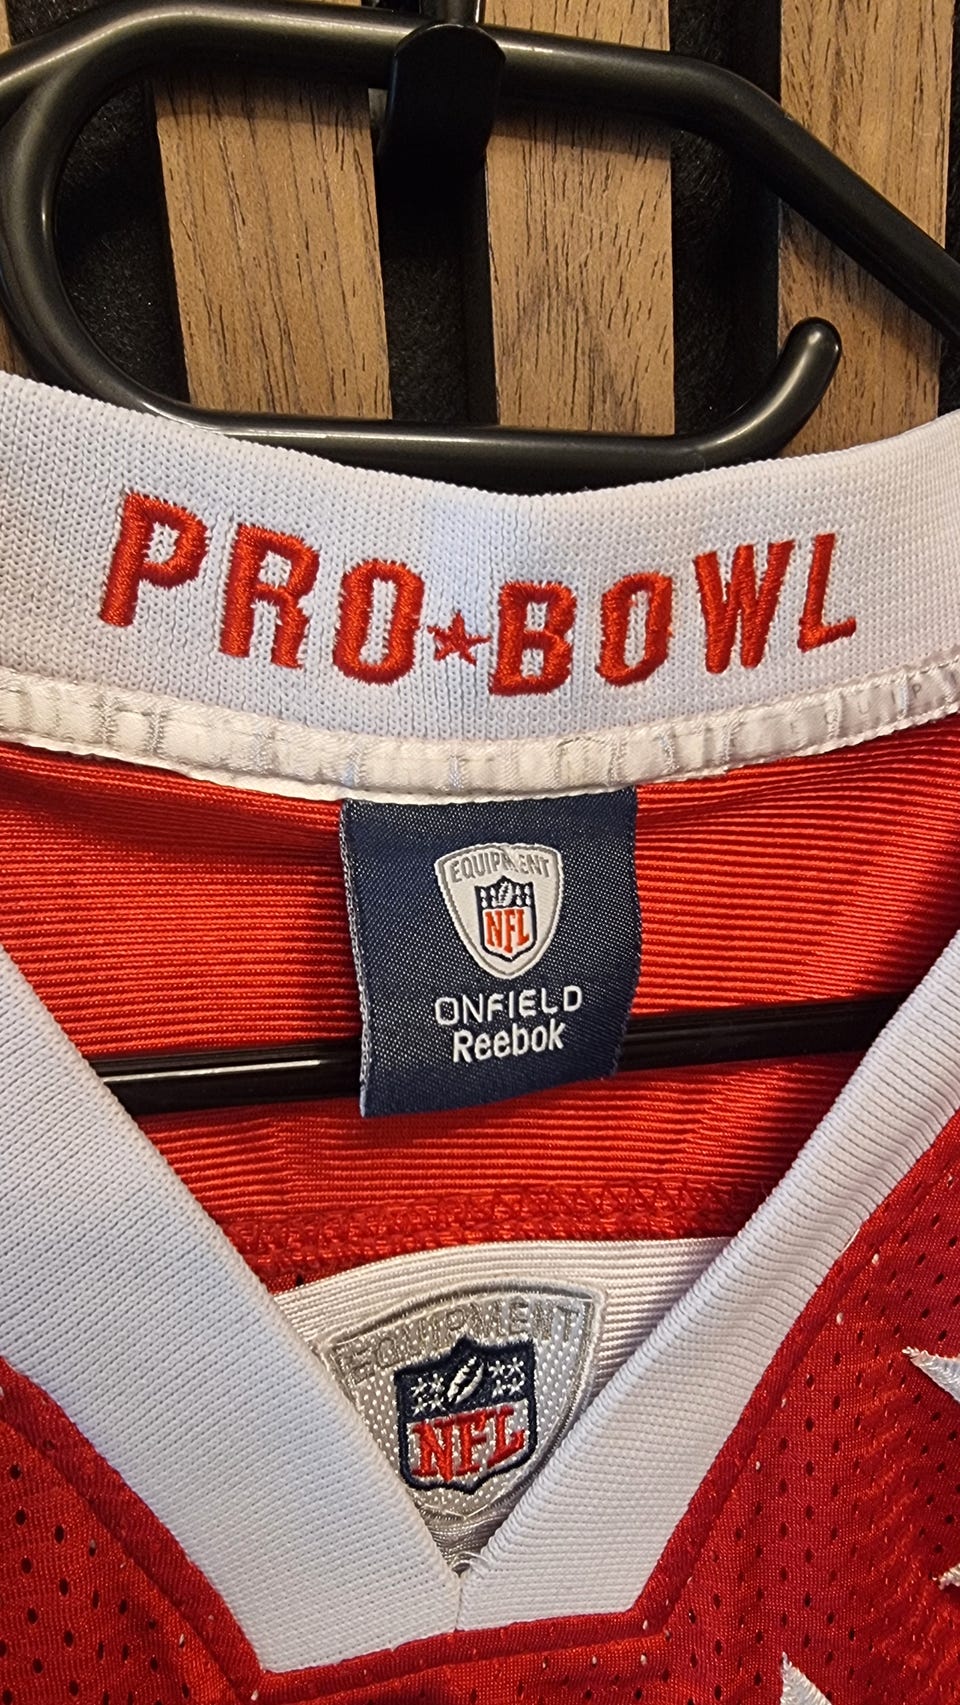 PRO★BOWL
EQUIPMENT
NFL
ONFIELD
Reebok
EQUIPMENT
NFL